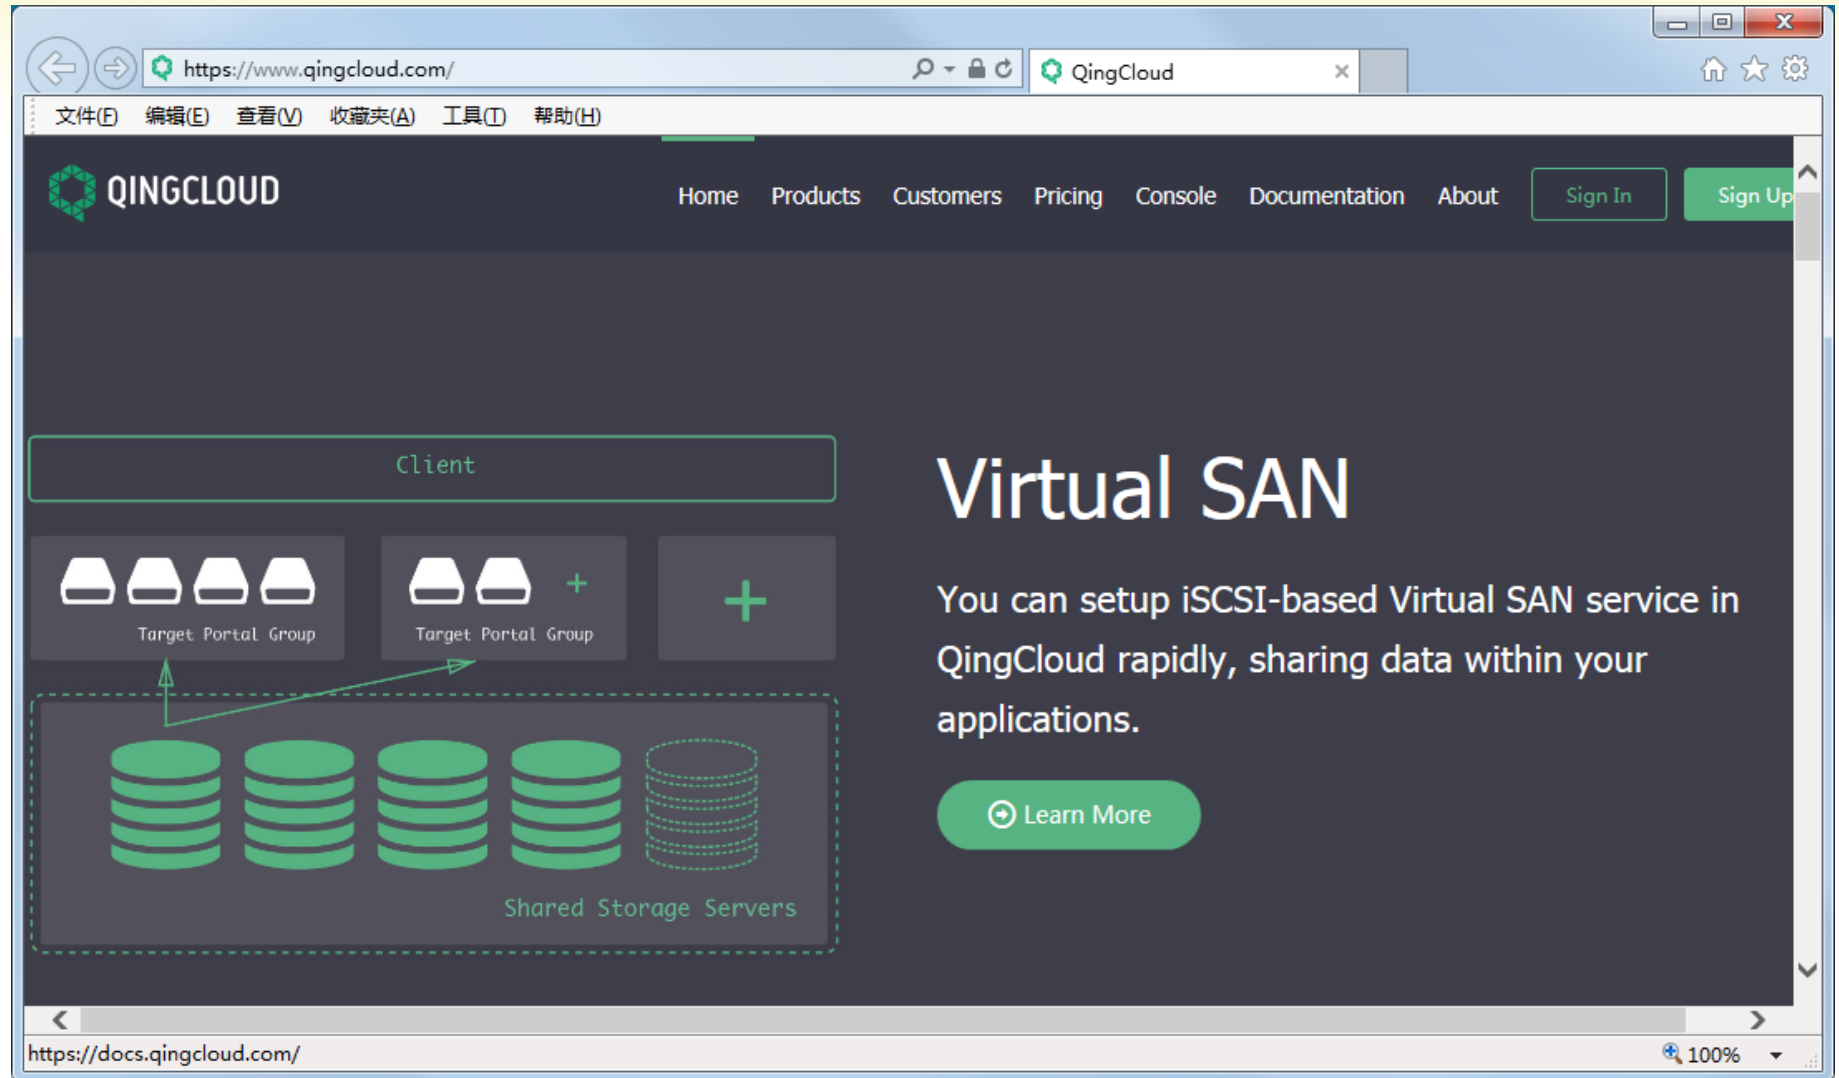 https://www.qingcloud.com/
QingCloud
文件(F) 编辑(E) 查看(V) 收藏夹(A) 工具(T) 帮助(H)
QINGCLOUD
Home Products Customers Pricing Console Documentation About Sign In Sign Up
Client
Target Portal Group
Target Portal Group
Shared Storage Servers
Virtual SAN
You can setup iSCSI-based Virtual SAN service in
QingCloud rapidly, sharing data within your
applications.
Learn More
https://docs.qingcloud.com/
100%